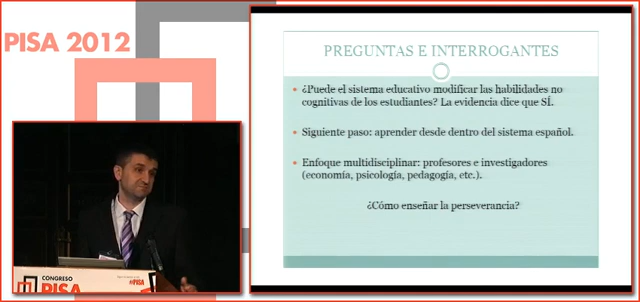 PISA 2012
PREGUNTAS E INTERROGANTES
¿Puede el sistema educativo modificar las habilidades no
cognitivas de los estudiantes? La evidencia dice que SÍ.
Siguiente paso: aprender desde dentro del sistema español.
Enfoque multidisciplinar: profesores e investigadores
(economía, psicología, pedagogía, etc.).
¿Cómo enseñar la perseverancia?
CONGRESO
PISA
#PISA